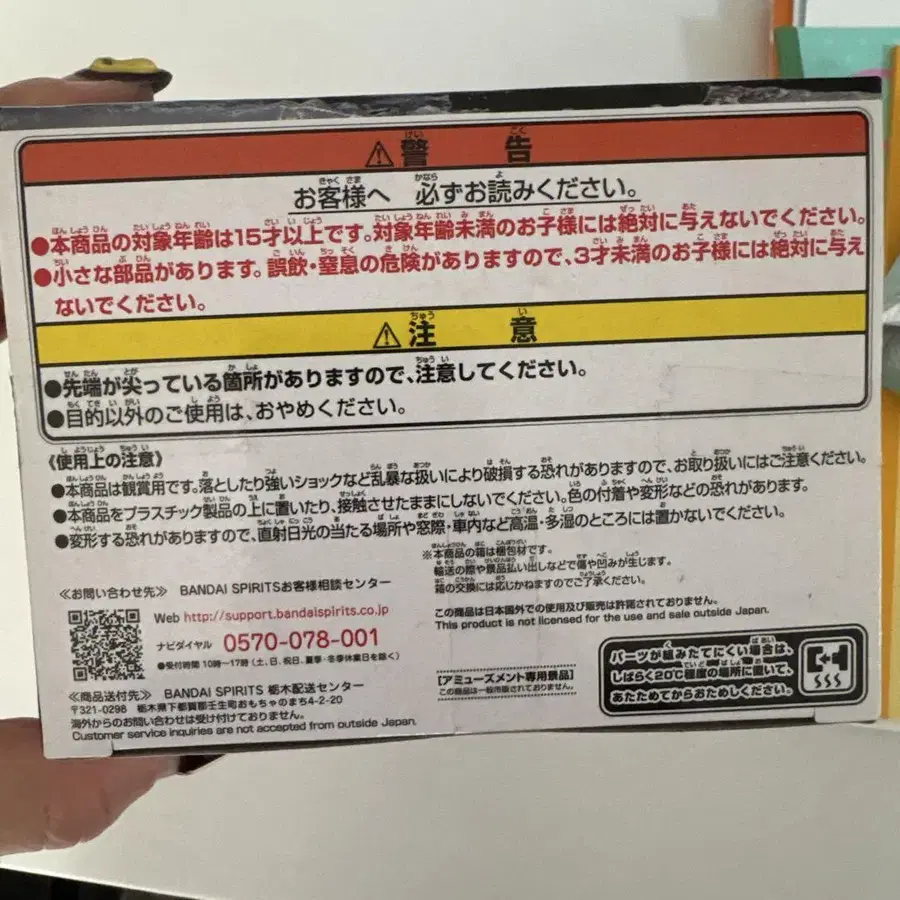 ⚠警告
お客様へ 必ずお読みください。
●本商品の対象年齢は15才以上です。対象年齢未満のお子様には絶対に与えないでください。
●小さな部品があります。誤飲・窒息の危険がありますので、3才未満のお子様には絶対に与え
ないでください。
⚠注意
●先端が尖っている箇所がありますので、注意してください。
●目的以外のご使用は、おやめください。
《使用上の注意》
●本商品は観賞用です。落としたり強いショックなど乱暴な扱いにより破損する恐れがありますので、お取り扱いにはご注意ください。
●本商品をプラスチック製品の上に置いたり、接触させたままにしないでください。色の付着や変形などの恐れがあります。
●変形する恐れがありますので、直射日光の当たる場所や窓際・車内など高温・多湿のところには置かないでください。
※本商品の箱は梱包材です。
輸送の際や景品払い出しなどで傷や凹みが生じます。
箱の交換には応じかねますのでご了承ください。
≪お問い合わせ先≫ BANDAI SPIRITSお客様相談センター
Web http://support.bandaispirits.co.jp
ナビダイヤル 0570-078-001
●受付時間 10時〜17時(土、日、祝日、夏季・冬季休業日を除く)
≪商品送付先≫ BANDAI SPIRITS 栃木配送センター
〒321-0298 栃木県下都賀郡壬生町おもちゃのまち4-2-20
海外からのお問い合わせは受け付けておりません。
Customer service inquiries are not accepted from outside Japan.
この商品は日本国外での使用及び販売は許諾されておりません。
This product is not licensed for the use and sale outside Japan.
[アミューズメント専用景品]
この商品は一般市販されておりません。
パーツが組みたてにくい場合は、
しばらく20℃程度の場所に置いて、
あたためてからおためしください。